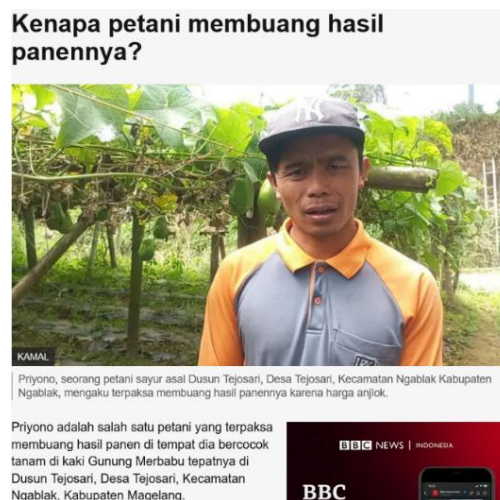 Kenapa petani membuang hasil
panennya?
KAMAL
Priyono, seorang petani sayur asal Dusun Tejosari, Desa Tejosari, Kecamatan Ngablak Kabupaten
Ngablak, mengaku terpaksa membuang hasil panennya karena harga anjlok.
Priyono adalah salah satu petani yang terpaksa
membuang hasil panen di tempat dia bercocok
tanam di kaki Gunung Merbabu tepatnya di
Dusun Tejosari, Desa Tejosari, Kecamatan
Ngablak, Kabupaten Magelang.
BBC NEWS | INDONESIA
BBC